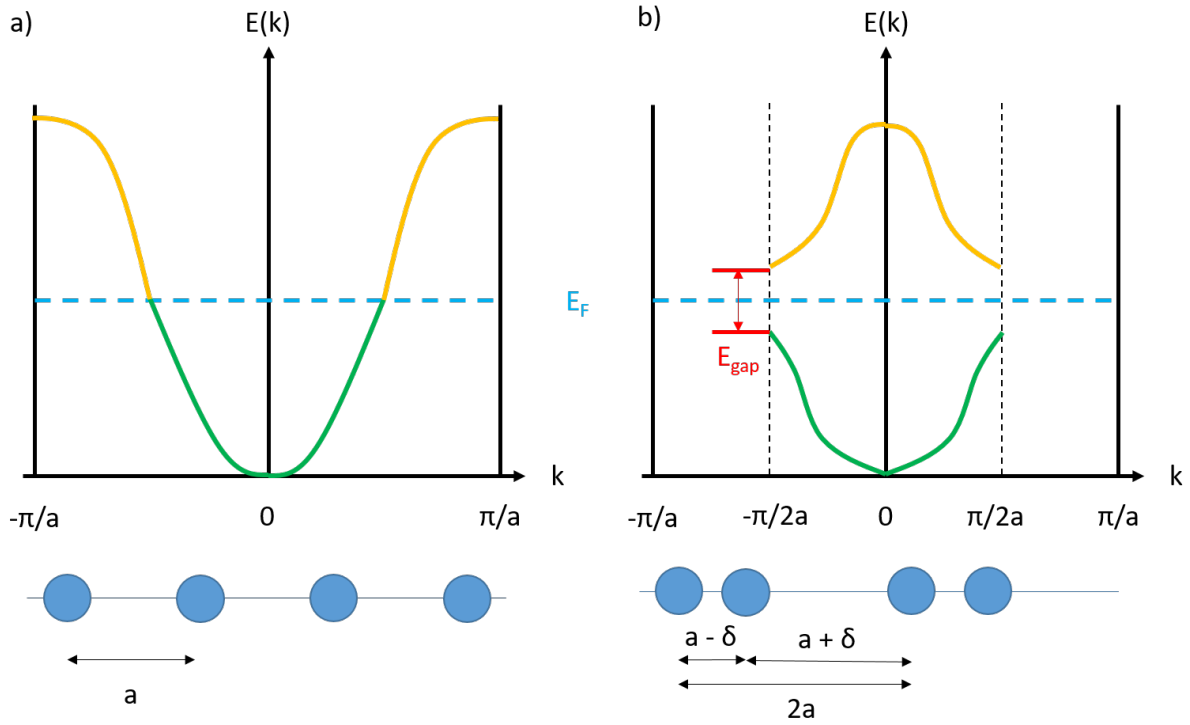 a)
E(k)
E_F
k
-π/a
0
π/a
a
b)
E(k)
E_gap
k
-π/a
-π/2a
0
π/2a
π/a
a - δ
a + δ
2a